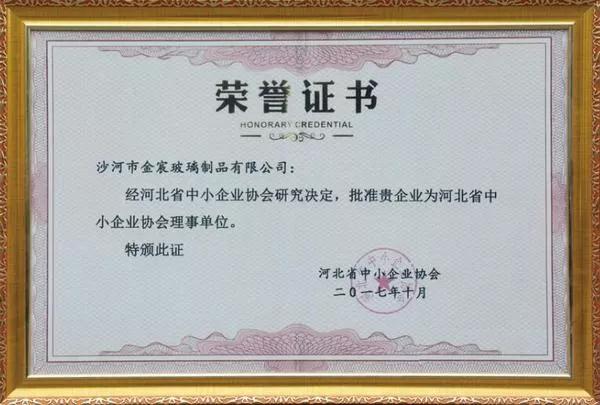 荣誉证书
HONORARY CREDENTIAL
沙河市金宸玻璃制品有限公司：
经河北省中小企业协会研究决定，批准贵企业为河北省中
小企业协会理事单位。
特颁此证
河北省中小企业协会
二0一七年十月